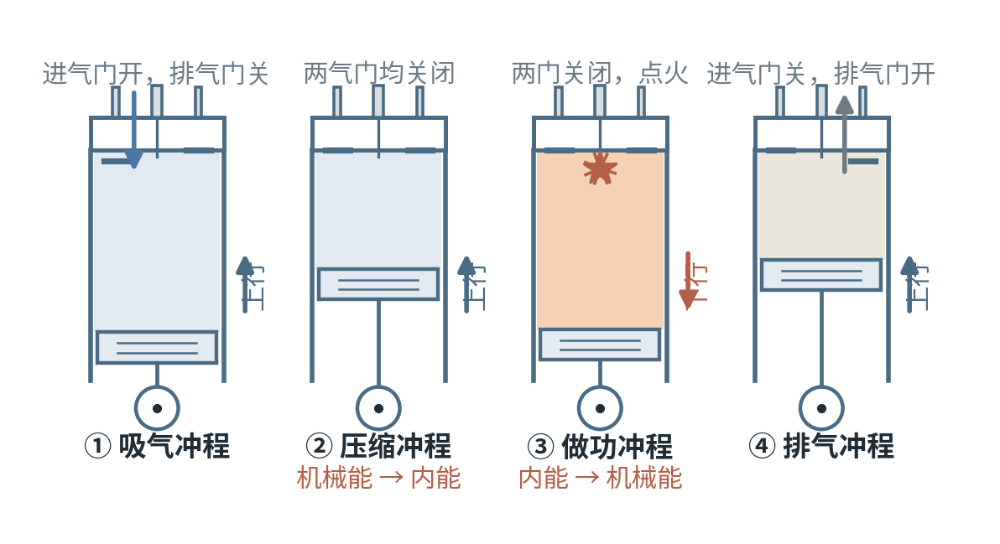 进气门开，排气门关
两气门均关闭
两门关闭，点火
进气门关，排气门开
上行
上行
下行
上行
① 吸气冲程
② 压缩冲程
③ 做功冲程
④ 排气冲程
机械能 → 内能
内能 → 机械能